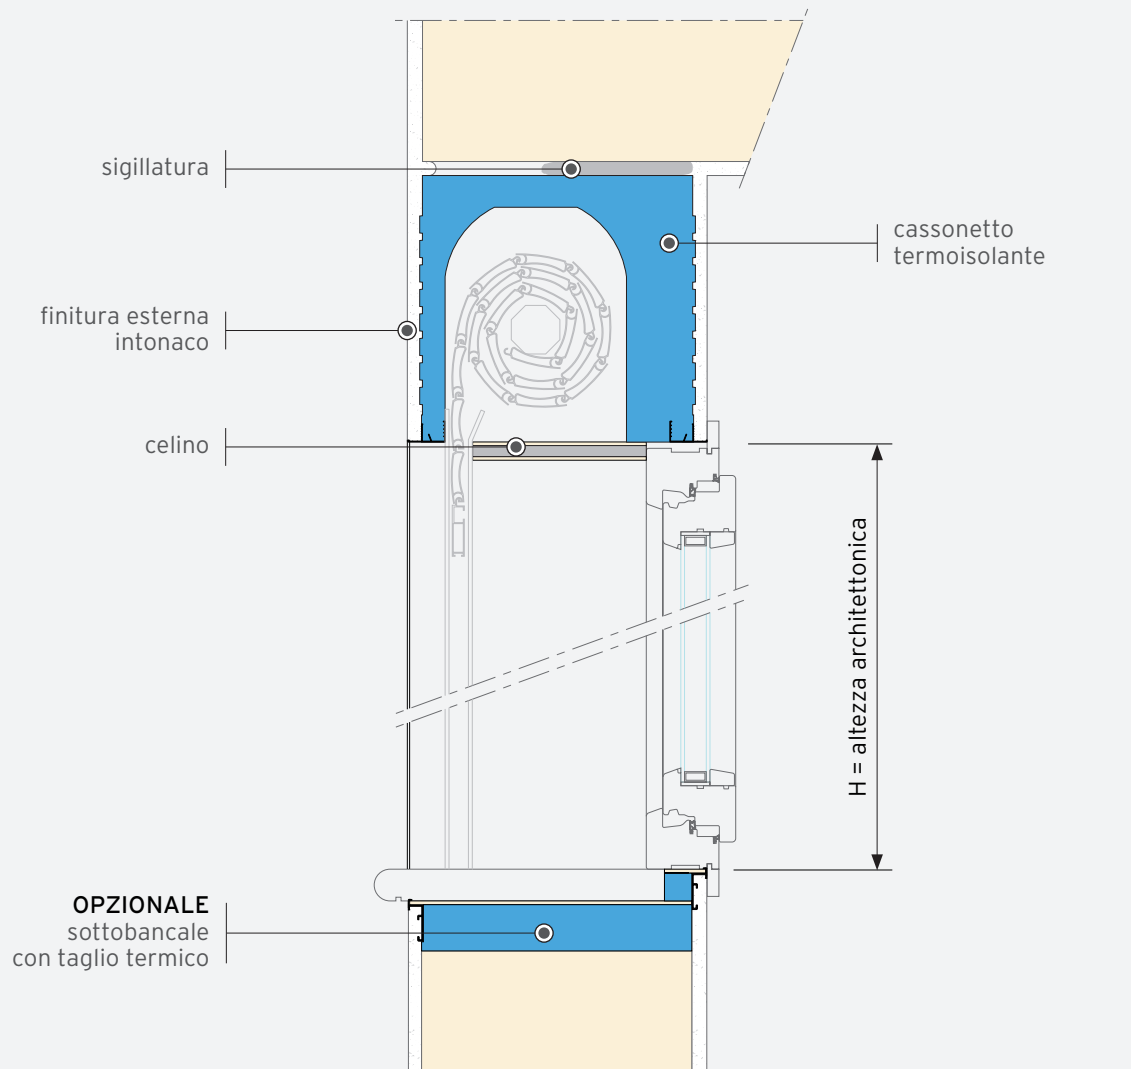 sigillatura
cassonetto
termoisolante
finitura esterna
intonaco
celino
H = altezza architettonica
OPZIONALE
sottobancale
con taglio termico